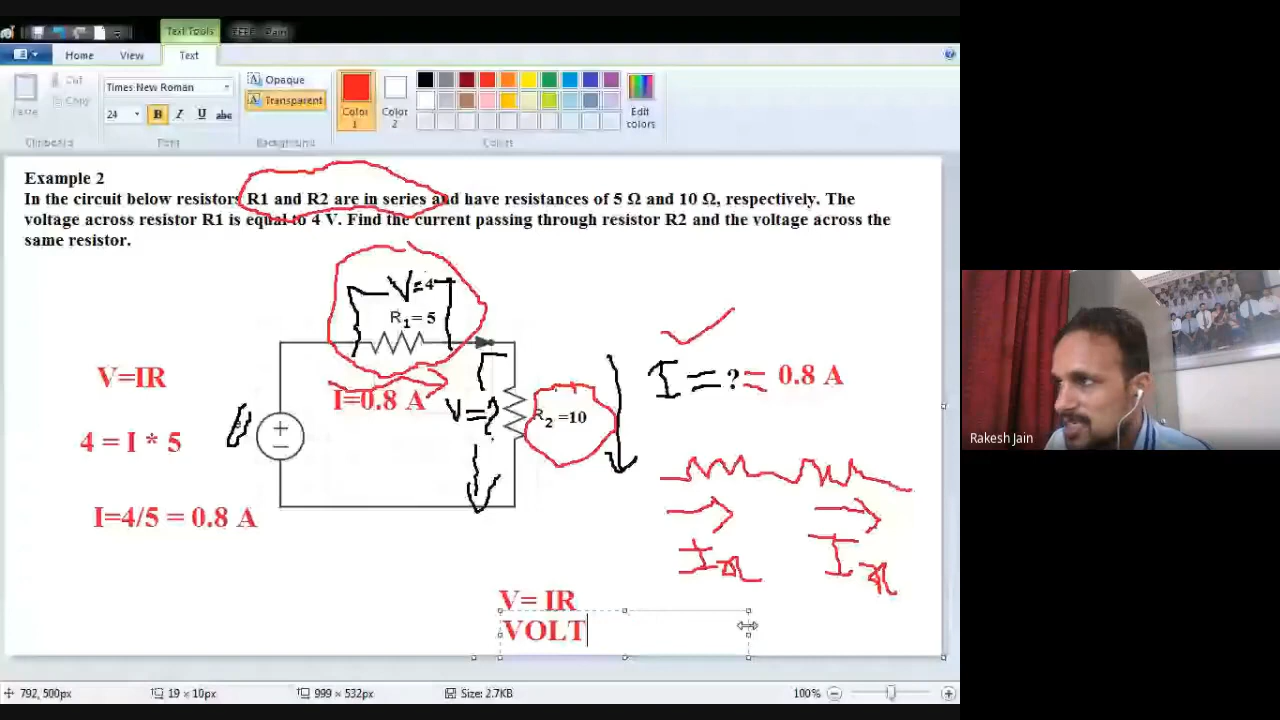 Text Tools
Home View Text
Cut
Paste Copy
Clipboard
Times New Roman
24 B I U abc
Font
Opaque
Transparent
Background
Color 1
Color 2
Edit colors
Colors
Example 2
In the circuit below resistors R1 and R2 are in series and have resistances of 5 Ω and 10 Ω, respectively. The
voltage across resistor R1 is equal to 4 V. Find the current passing through resistor R2 and the voltage across the
same resistor.
V=4
R1= 5
V=IR
I=0.8 A
I = ? = 0.8 A
V=?
R2 =10
4 = I * 5
I=4/5 = 0.8 A
V= IR
VOLT
Rakesh Jain
792, 500px
19 × 10px
999 × 532px
Size: 2.7KB
100%